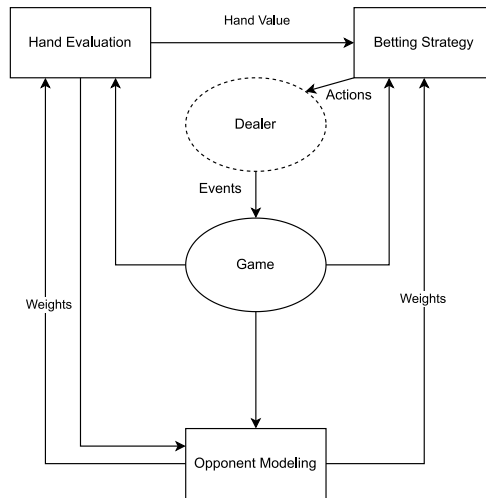 Hand Value
Hand Evaluation
Betting Strategy
Actions
Dealer
Events
Game
Weights
Weights
Opponent Modeling